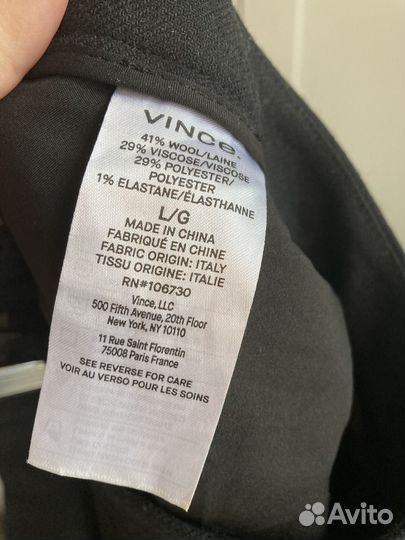 VINCE.
41% WOOL/LAINE
29% VISCOSE/VISCOSE
29% POLYESTER/
POLYESTER
1% ELASTANE/ÉLASTHANNE
L/G
MADE IN CHINA
FABRIQUÉ EN CHINE
FABRIC ORIGIN: ITALY
TISSU ORIGINE: ITALIE
RN#106730
Vince, LLC
500 Fifth Avenue, 20th Floor
New York, NY 10110
11 Rue Saint Florentin
75008 Paris France
SEE REVERSE FOR CARE
VOIR AU VERSO POUR LES SOINS
Avito